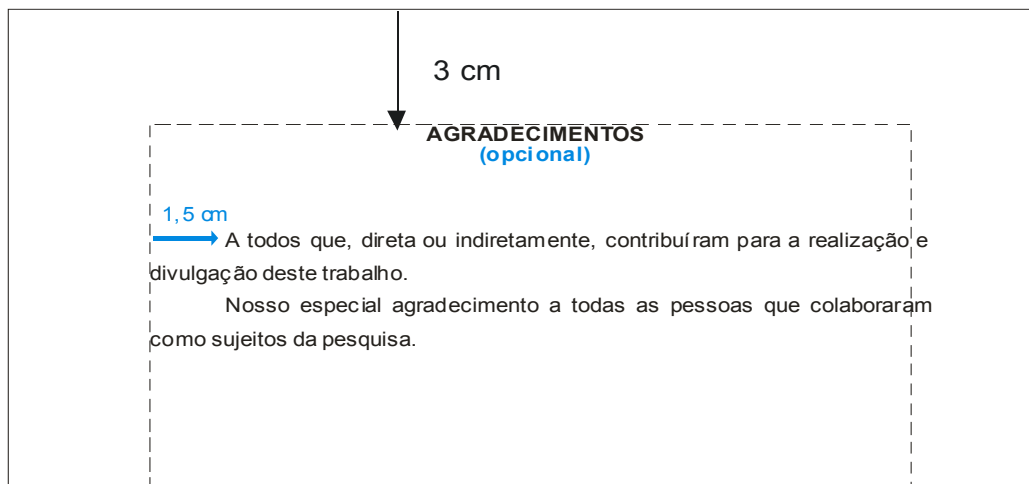 3 cm
AGRADECIMENTOS
(opcional)
1,5 cm
A todos que, direta ou indiretamente, contribuíram para a realização e
divulgação deste trabalho.
Nosso especial agradecimento a todas as pessoas que colaboraram
como sujeitos da pesquisa.